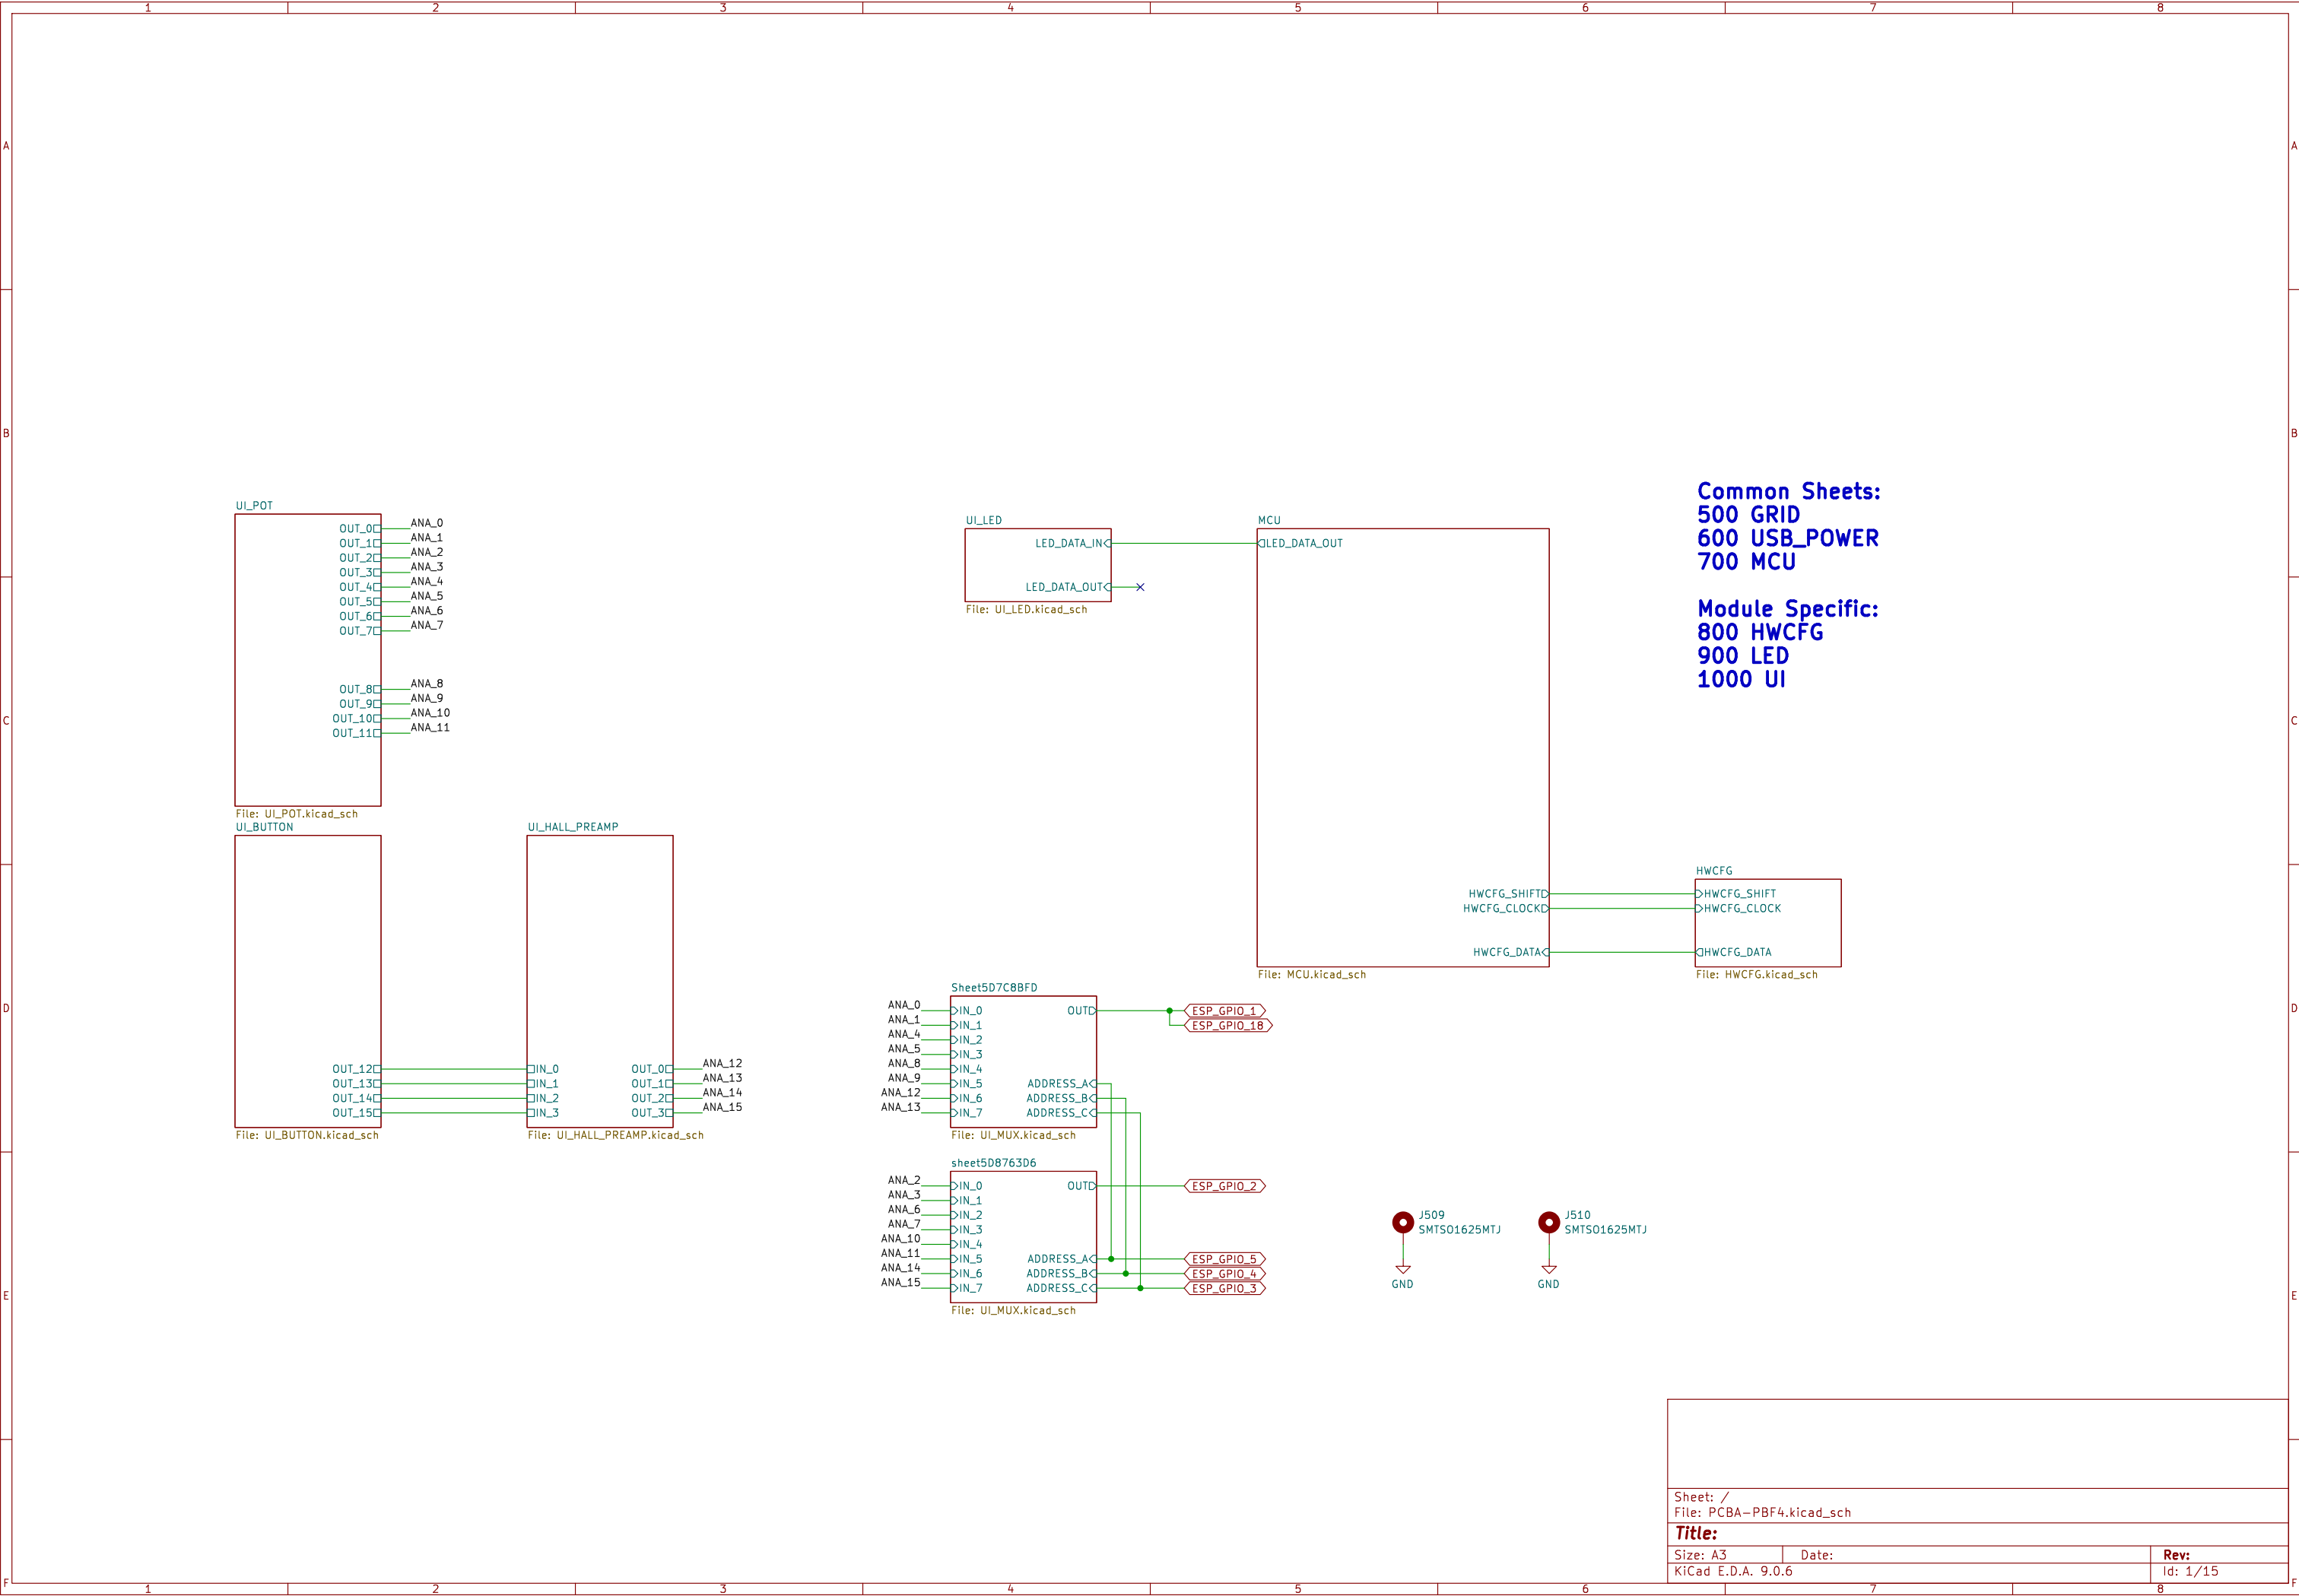 1 2 3 4 5 6 7 8
A A
B B
C C
D D
E E
F F
UI_POT
OUT_0 ANA_0
OUT_1 ANA_1
OUT_2 ANA_2
OUT_3 ANA_3
OUT_4 ANA_4
OUT_5 ANA_5
OUT_6 ANA_6
OUT_7 ANA_7
OUT_8 ANA_8
OUT_9 ANA_9
OUT_10 ANA_10
OUT_11 ANA_11
File: UI_POT.kicad_sch
UI_BUTTON
OUT_12
OUT_13
OUT_14
OUT_15
File: UI_BUTTON.kicad_sch
UI_HALL_PREAMP
IN_0 OUT_0 ANA_12
IN_1 OUT_1 ANA_13
IN_2 OUT_2 ANA_14
IN_3 OUT_3 ANA_15
File: UI_HALL_PREAMP.kicad_sch
UI_LED
LED_DATA_IN
LED_DATA_OUT
File: UI_LED.kicad_sch
MCU
LED_DATA_OUT
HWCFG_SHIFT
HWCFG_CLOCK
HWCFG_DATA
File: MCU.kicad_sch
Common Sheets:
500 GRID
600 USB_POWER
700 MCU
Module Specific:
800 HWCFG
900 LED
1000 UI
HWCFG
HWCFG_SHIFT
HWCFG_CLOCK
HWCFG_DATA
File: HWCFG.kicad_sch
Sheet5D7C8BFD
ANA_0 IN_0 OUT ESP_GPIO_1
ANA_1 IN_1 ESP_GPIO_18
ANA_4 IN_2
ANA_5 IN_3
ANA_8 IN_4
ANA_9 IN_5 ADDRESS_A
ANA_12 IN_6 ADDRESS_B
ANA_13 IN_7 ADDRESS_C
File: UI_MUX.kicad_sch
sheet5D8763D6
ANA_2 IN_0 OUT ESP_GPIO_2
ANA_3 IN_1
ANA_6 IN_2
ANA_7 IN_3
ANA_10 IN_4
ANA_11 IN_5 ADDRESS_A ESP_GPIO_5
ANA_14 IN_6 ADDRESS_B ESP_GPIO_4
ANA_15 IN_7 ADDRESS_C ESP_GPIO_3
File: UI_MUX.kicad_sch
J509
SMTSO1625MTJ
GND
J510
SMTSO1625MTJ
GND
Sheet: /
File: PCBA-PBF4.kicad_sch
Title:
Size: A3 Date: Rev:
KiCad E.D.A. 9.0.6 Id: 1/15
1 2 3 4 5 6 7 8